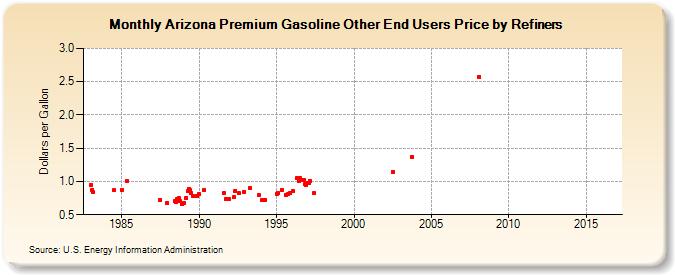 Monthly Arizona Premium Gasoline Other End Users Price by Refiners
Dollars per Gallon
3.0
2.5
2.0
1.5
1.0
0.5
1985 1990 1995 2000 2005 2010 2015
Source: U.S. Energy Information Administration